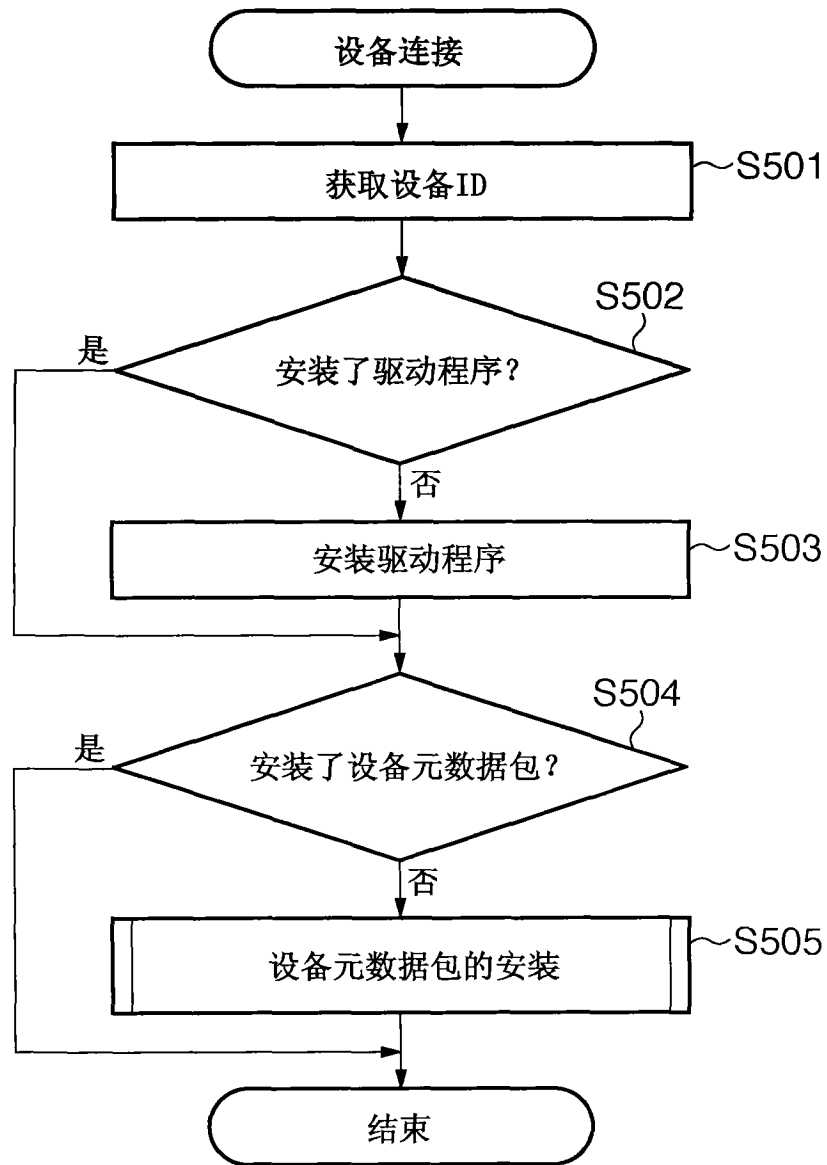 设备连接
获取设备ID
S501
S502
是
安装了驱动程序?
否
安装驱动程序
S503
S504
是
安装了设备元数据包?
否
设备元数据包的安装
S505
结束